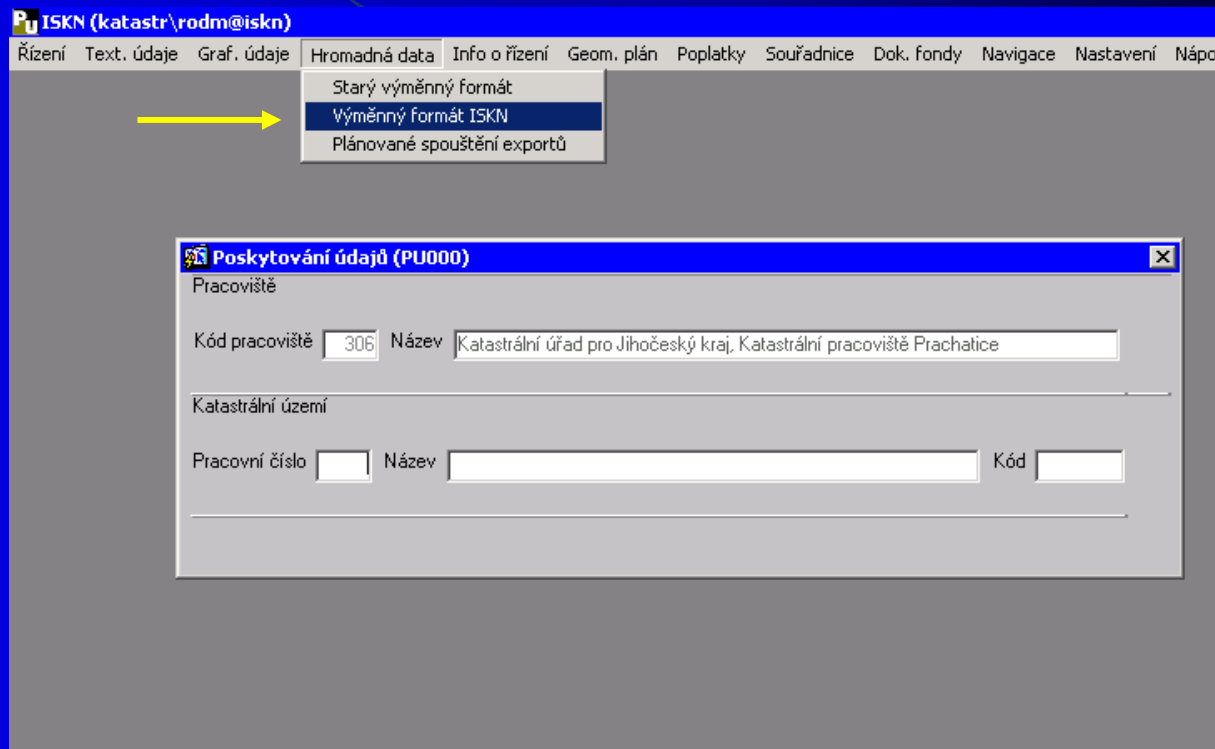 PU ISKN (katastr\rodm@iskn)
Řízení Text. údaje Graf. údaje Hromadná data Info o řízení Geom. plán Poplatky Souřadnice Dok. fondy Navigace Nastavení Nápo
Starý výměnný formát
Výměnný formát ISKN
Plánované spouštění exportů
Poskytování údajů (PU000)
Pracoviště
Kód pracoviště 306 Název Katastrální úřad pro Jihočeský kraj, Katastrální pracoviště Prachatice
Katastrální území
Pracovní číslo Název Kód